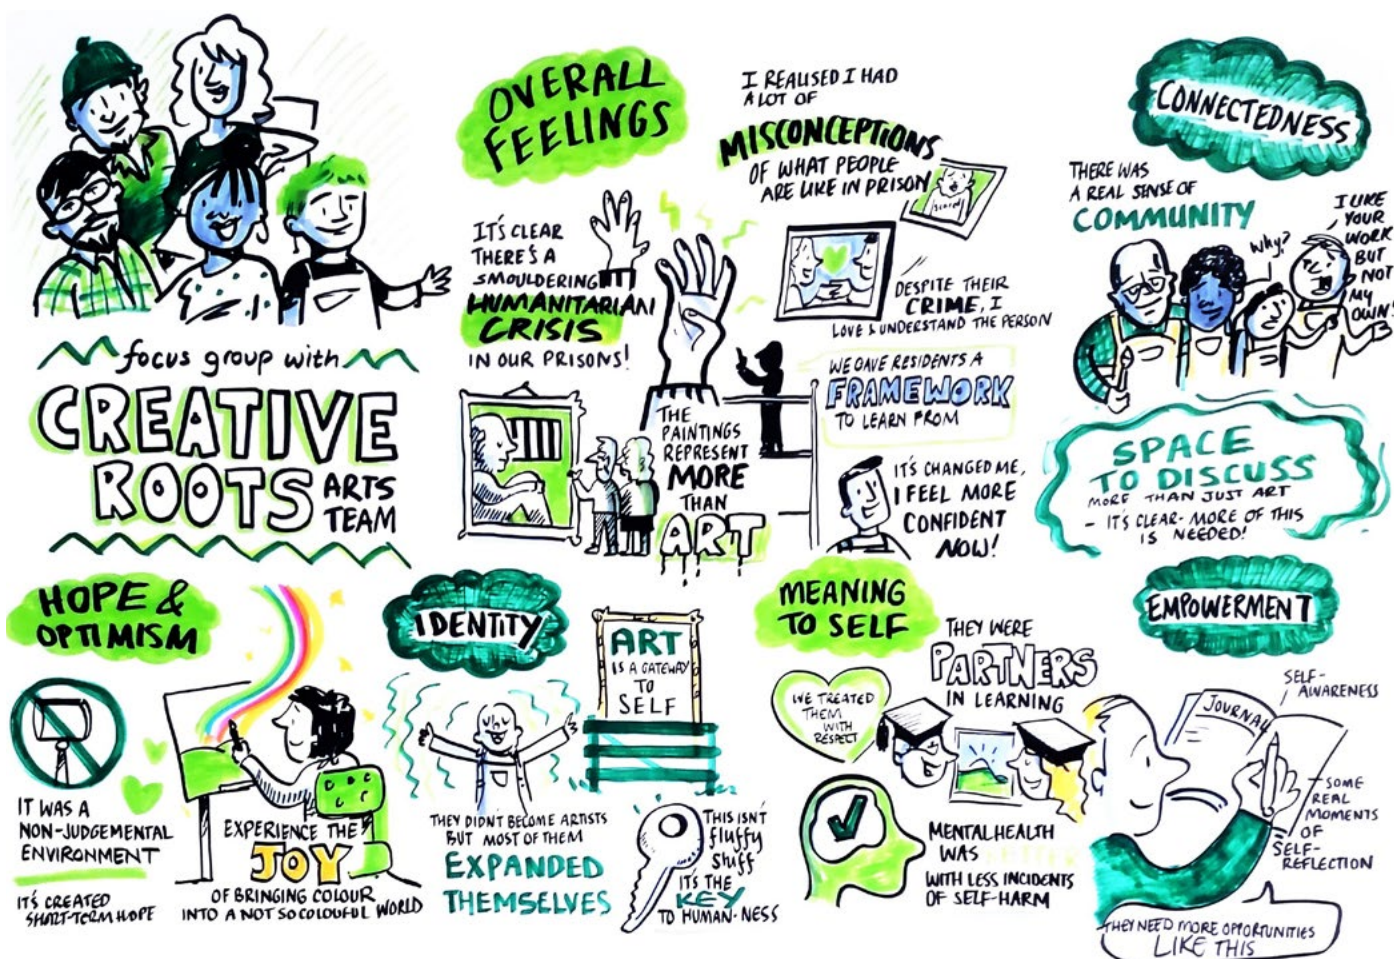 focus group with
CREATIVE
ROOTS
ARTS
TEAM
OVERALL
FEELINGS
IT'S CLEAR
THERE'S A
SMOULDERING
HUMANITARIAN
CRISIS
IN OUR PRISONS!
I REALISED I HAD
A LOT OF
MISCONCEPTIONS
OF WHAT PEOPLE
ARE LIKE IN PRISON
DESPITE THEIR
CRIME, I
LOVE & UNDERSTAND THE PERSON
WE GAVE RESIDENTS A
FRAMEWORK
TO LEARN FROM
THE
PAINTINGS
REPRESENT
MORE
THAN
ART
IT'S CHANGED ME,
I FEEL MORE
CONFIDENT
NOW!
CONNECTEDNESS
THERE WAS
A REAL SENSE OF
COMMUNITY
Why?
I LIKE
YOUR
WORK
BUT
NOT
MY
OWN!
SPACE
TO DISCUSS
MORE THAN JUST ART
- IT'S CLEAR- MORE OF THIS
IS NEEDED!
HOPE &
OPTIMISM
IT WAS A
NON-JUDGEMENTAL
ENVIRONMENT
IT'S CREATED
SHORT-TERM HOPE
EXPERIENCE THE
JOY
OF BRINGING COLOUR
INTO A NOT SO COLOUFUL WORLD
IDENTITY
THEY DIDN'T BECOME ARTISTS
BUT MOST OF THEM
EXPANDED
THEMSELVES
ART
IS A GATEWAY
TO
SELF
THIS ISN'T
fluffy
stuff
IT'S THE
KEY
TO HUMAN-NESS
MEANING
TO SELF
WE TREATED
THEM
WITH
RESPECT
THEY WERE
PARTNERS
IN LEARNING
MENTAL HEALTH
WAS BETTER
WITH LESS INCIDENTS
OF SELF-HARM
EMPOWERMENT
JOURNAL
SELF-
AWARENESS
SOME
REAL
MOMENTS
OF
SELF-
REFLECTION
THEY NEED MORE OPPORTUNITIES
LIKE THIS